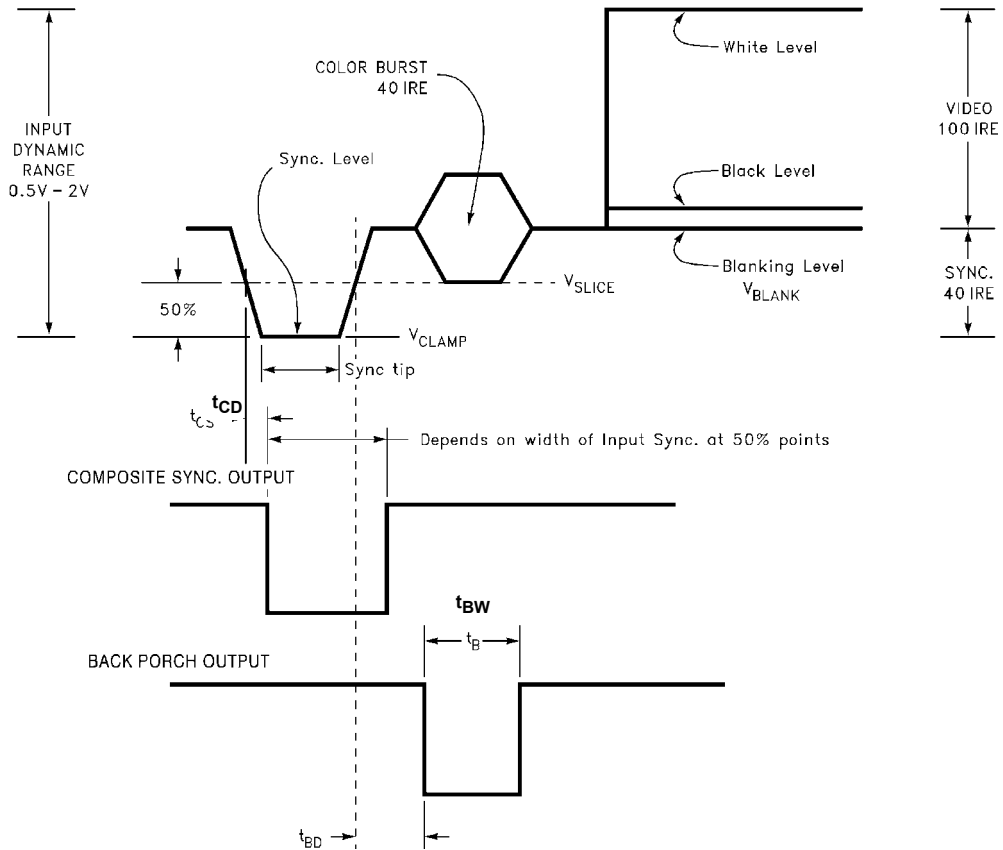 White Level
COLOR BURST
40 IRE
INPUT
DYNAMIC
RANGE
0.5V – 2V
VIDEO
100 IRE
Sync. Level
Black Level
Blanking Level
V_BLANK
SYNC.
40 IRE
V_SLICE
50%
V_CLAMP
Sync tip
t_CD
t_CS
Depends on width of Input Sync. at 50% points
COMPOSITE SYNC. OUTPUT
t_BW
t_B
BACK PORCH OUTPUT
t_BD